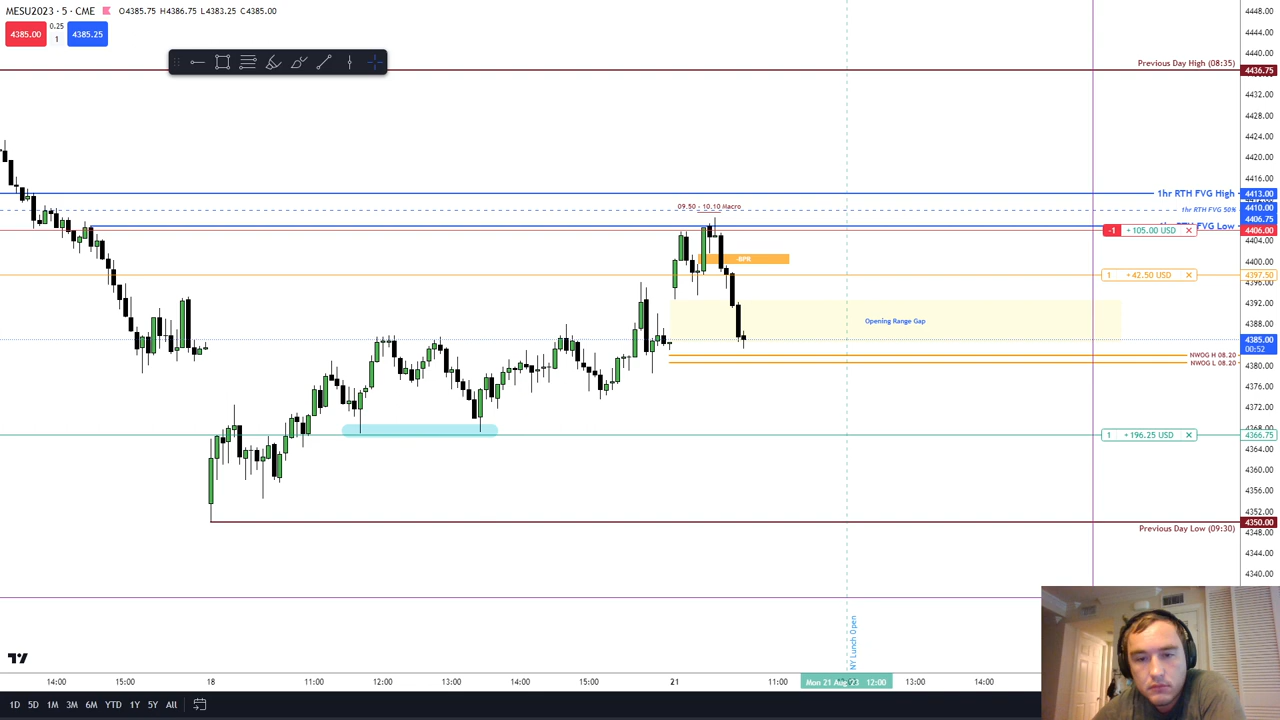 MESU2023 · 5 · CME O4385.75 H4386.75 L4383.25 C4385.00
4385.00 0.25 1 4385.25
4448.00
4444.00
4440.00
Previous Day High (08:35) 4436.75
4432.00
4428.00
4424.00
4420.00
4416.00
1hr RTH FVG High 4413.00
09.50 - 10.10 Macro 1hr RTH FVG 50% 4410.00
FVG Low 4406.75
-1 +105.00 USD 4406.00
4404.00
-BPR 4400.00
1 +42.50 USD 4397.50
4396.00
4392.00
Opening Range Gap 4388.00
4385.00
00:52
NWOG H 08.20
NWOG L 08.20 4380.00
4376.00
4372.00
4368.00
1 +196.25 USD 4366.75
4364.00
4360.00
4356.00
4352.00
4350.00
Previous Day Low (09:30) 4348.00
4344.00
4340.00
NY Lunch Open
14:00 15:00 18 11:00 12:00 13:00 14:00 15:00 21 11:00 Mon 21 Aug '23 12:00 13:00 14:00
1D 5D 1M 3M 6M YTD 1Y 5Y All